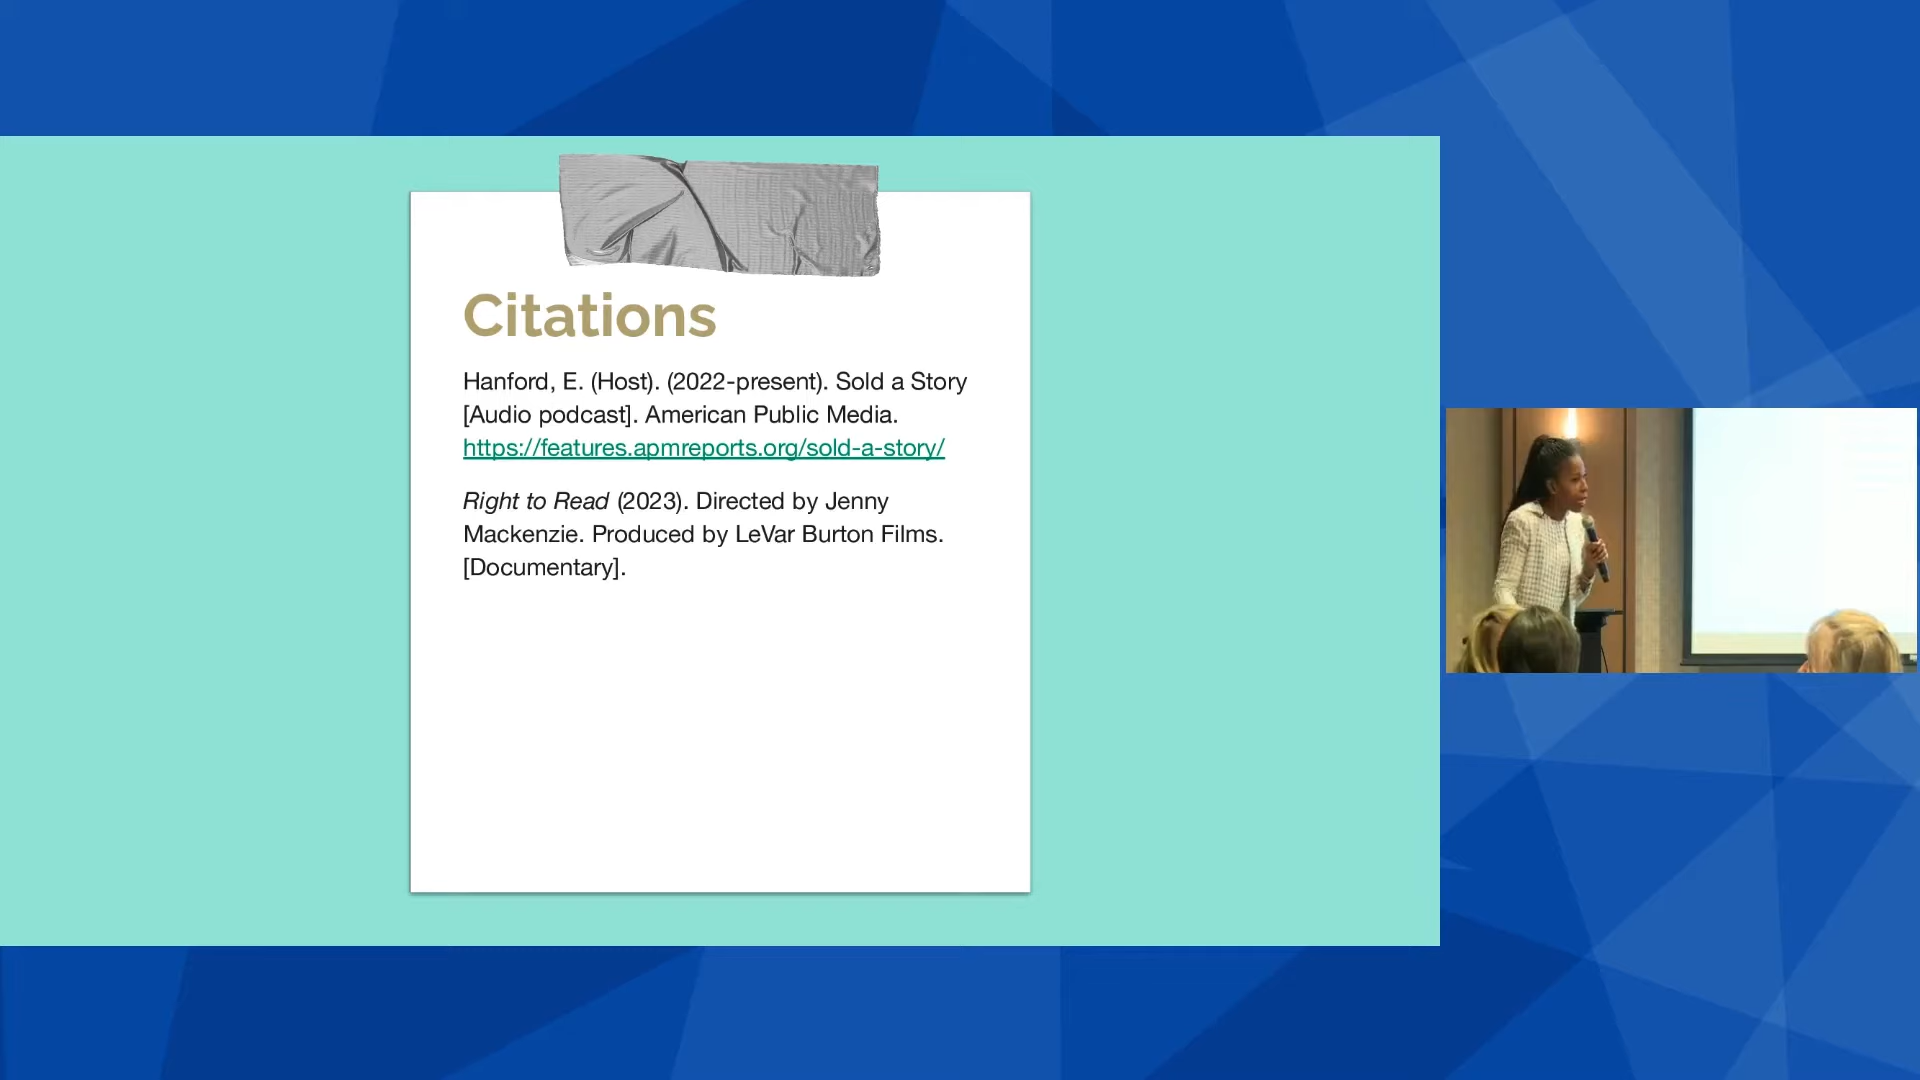 Citations
Hanford, E. (Host). (2022-present). Sold a Story
[Audio podcast]. American Public Media.
https://features.apmreports.org/sold-a-story/
Right to Read (2023). Directed by Jenny
Mackenzie. Produced by LeVar Burton Films.
[Documentary].